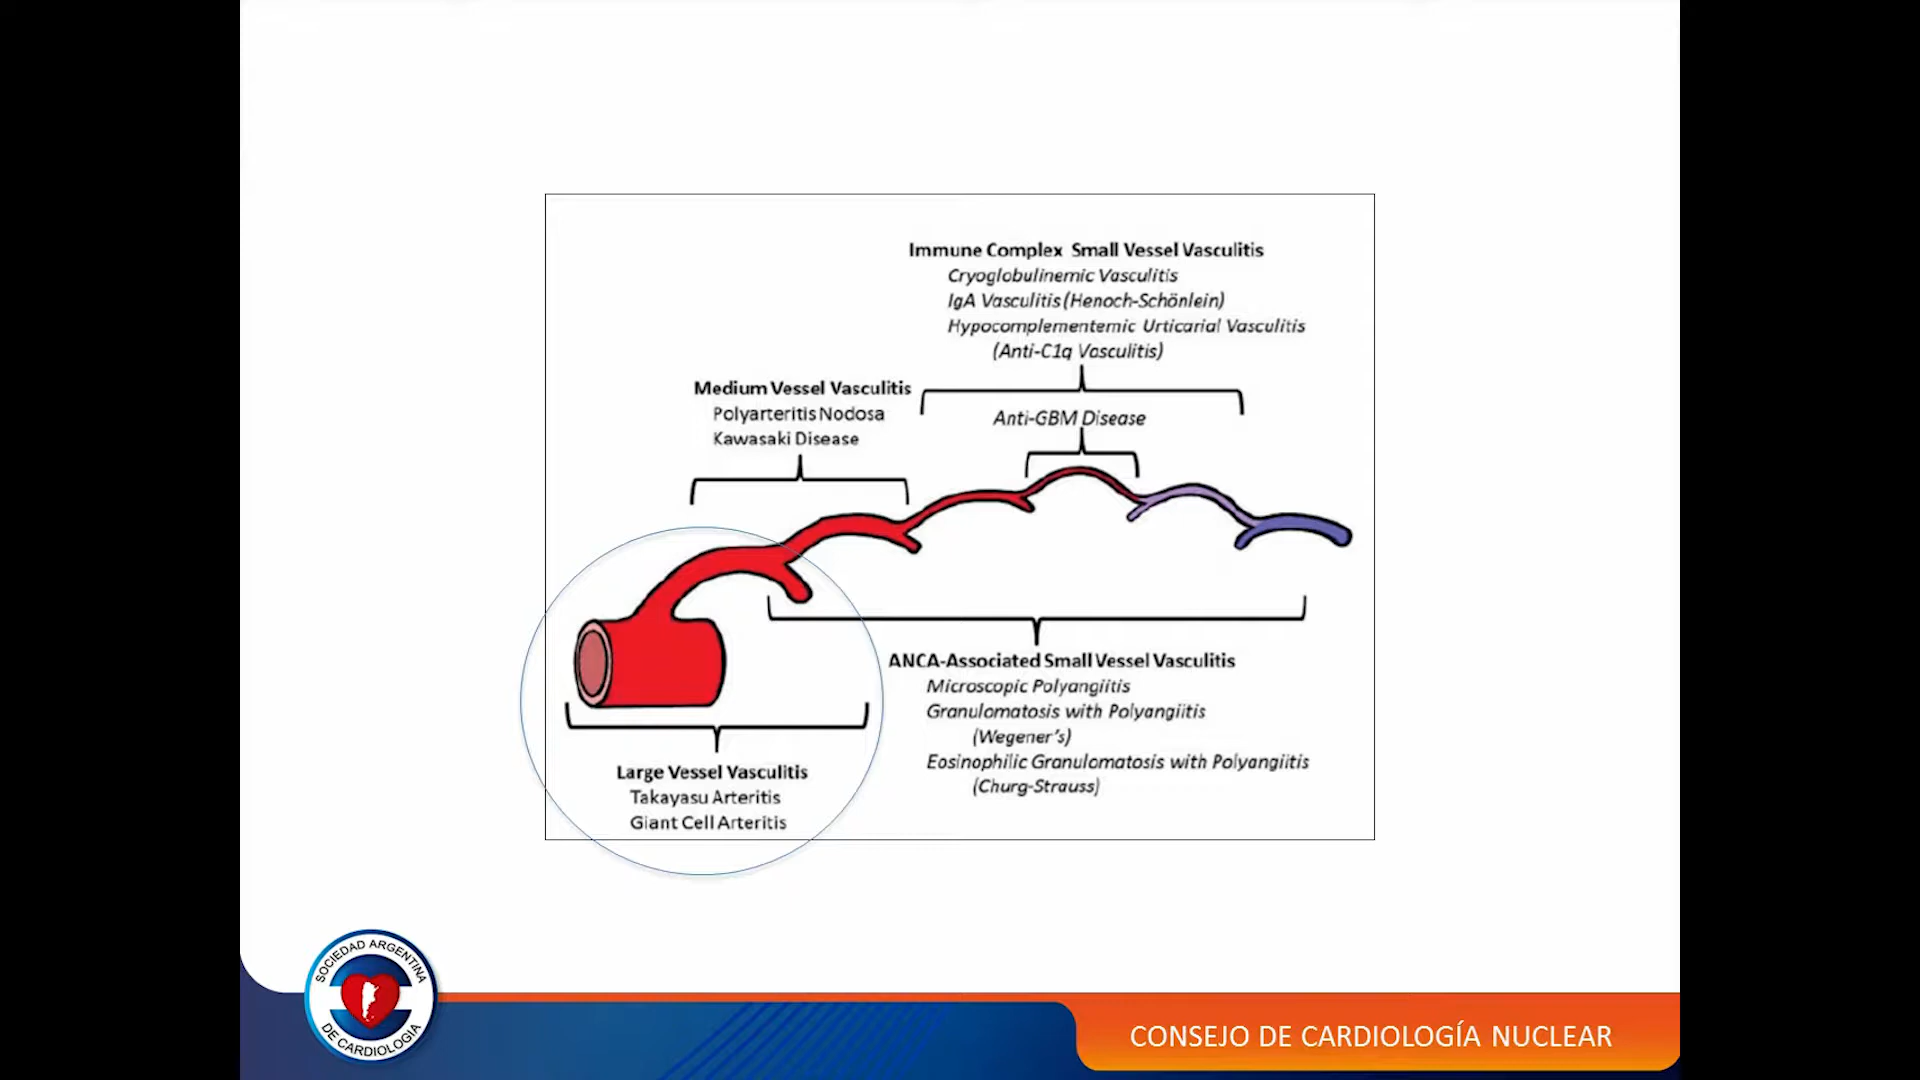 Immune Complex Small Vessel Vasculitis
Cryoglobulinemic Vasculitis
IgA Vasculitis (Henoch-Schönlein)
Hypocomplementemic Urticarial Vasculitis
(Anti-C1q Vasculitis)
Medium Vessel Vasculitis
Polyarteritis Nodosa
Kawasaki Disease
Anti-GBM Disease
ANCA-Associated Small Vessel Vasculitis
Microscopic Polyangiitis
Granulomatosis with Polyangiitis
(Wegener's)
Eosinophilic Granulomatosis with Polyangiitis
(Churg-Strauss)
Large Vessel Vasculitis
Takayasu Arteritis
Giant Cell Arteritis
SOCIEDAD ARGENTINA
DE CARDIOLOGIA
CONSEJO DE CARDIOLOGÍA NUCLEAR